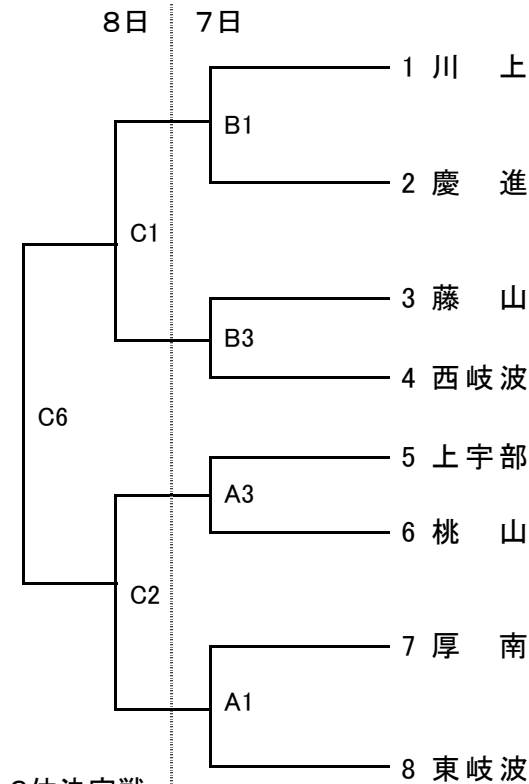 8日 7日
1 川 上
B1
2 慶 進
C1
3 藤 山
B3
4 西岐波
C6
5 上宇部
A3
6 桃 山
C2
7 厚 南
A1
8 東岐波